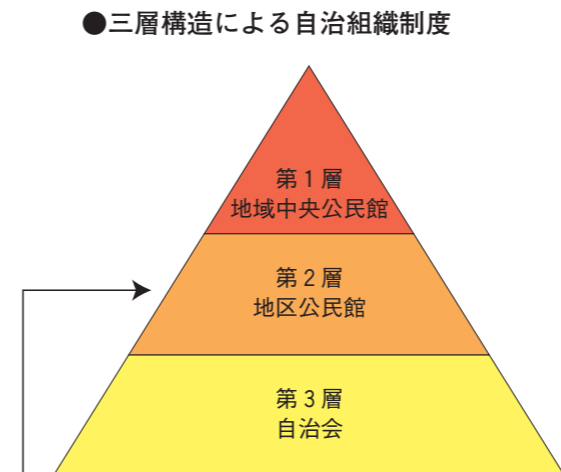 ●三層構造による自治組織制度
第1層
地域中央公民館
第2層
地区公民館
第3層
自治会